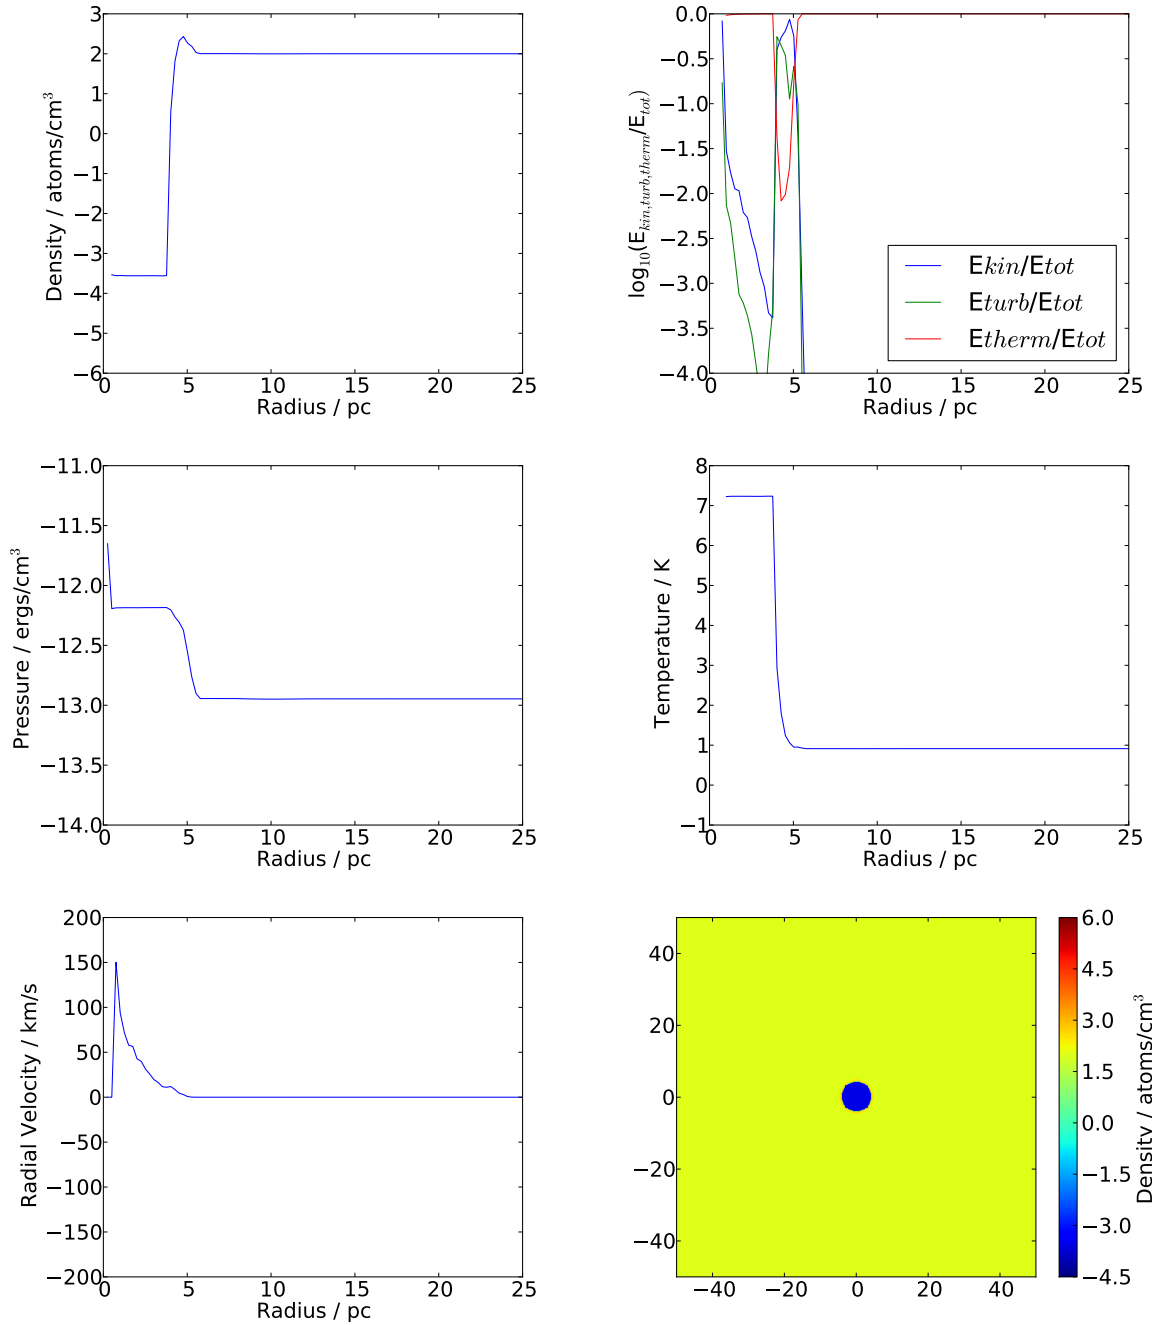 3
2
1
0
−1
−2
−3
−4
−5
−6
0 5 10 15 20 25
Radius / pc
Density / atoms/cm³
0.0
−0.5
−1.0
−1.5
−2.0
−2.5
−3.0
−3.5
−4.0
0 5 10 15 20 25
Radius / pc
log₁₀(E_kin,turb,therm/E_tot)
Ekin/Etot
Eturb/Etot
Etherm/Etot
−11.0
−11.5
−12.0
−12.5
−13.0
−13.5
−14.0
0 5 10 15 20 25
Radius / pc
Pressure / ergs/cm³
8
7
6
5
4
3
2
1
0
−1
0 5 10 15 20 25
Radius / pc
Temperature / K
200
150
100
50
0
−50
−100
−150
−200
0 5 10 15 20 25
Radius / pc
Radial Velocity / km/s
40
20
0
−20
−40
−40 −20 0 20 40
6.0
4.5
3.0
1.5
0.0
−1.5
−3.0
−4.5
Density / atoms/cm³